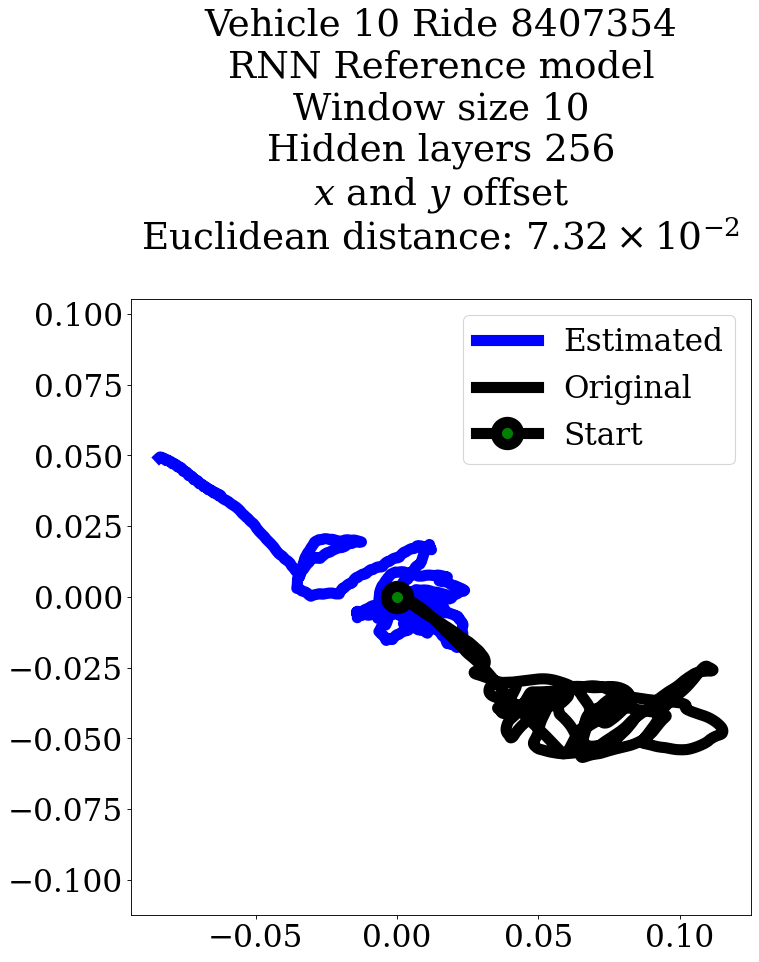 Vehicle 10 Ride 8407354
RNN Reference model
Window size 10
Hidden layers 256
x and y offset
Euclidean distance: 7.32 × 10⁻²
Estimated
Original
Start
0.100
0.075
0.050
0.025
0.000
−0.025
−0.050
−0.075
−0.100
−0.05 0.00 0.05 0.10